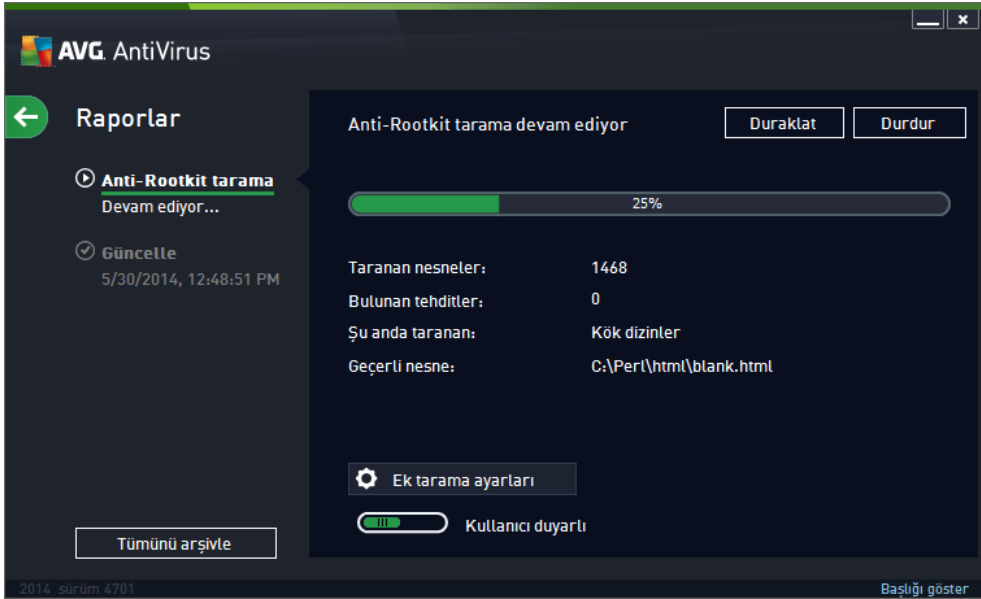 AVG. AntiVirus
Raporlar
Anti-Rootkit tarama
Devam ediyor...
Güncelle
5/30/2014, 12:48:51 PM
Tümünü arşivle
Anti-Rootkit tarama devam ediyor
Duraklat
Durdur
25%
Taranan nesneler: 1468
Bulunan tehditler: 0
Şu anda taranan: Kök dizinler
Geçerli nesne: C:\Perl\html\blank.html
Ek tarama ayarları
Kullanıcı duyarlı
2014 sürüm 4701
Başlığı göster